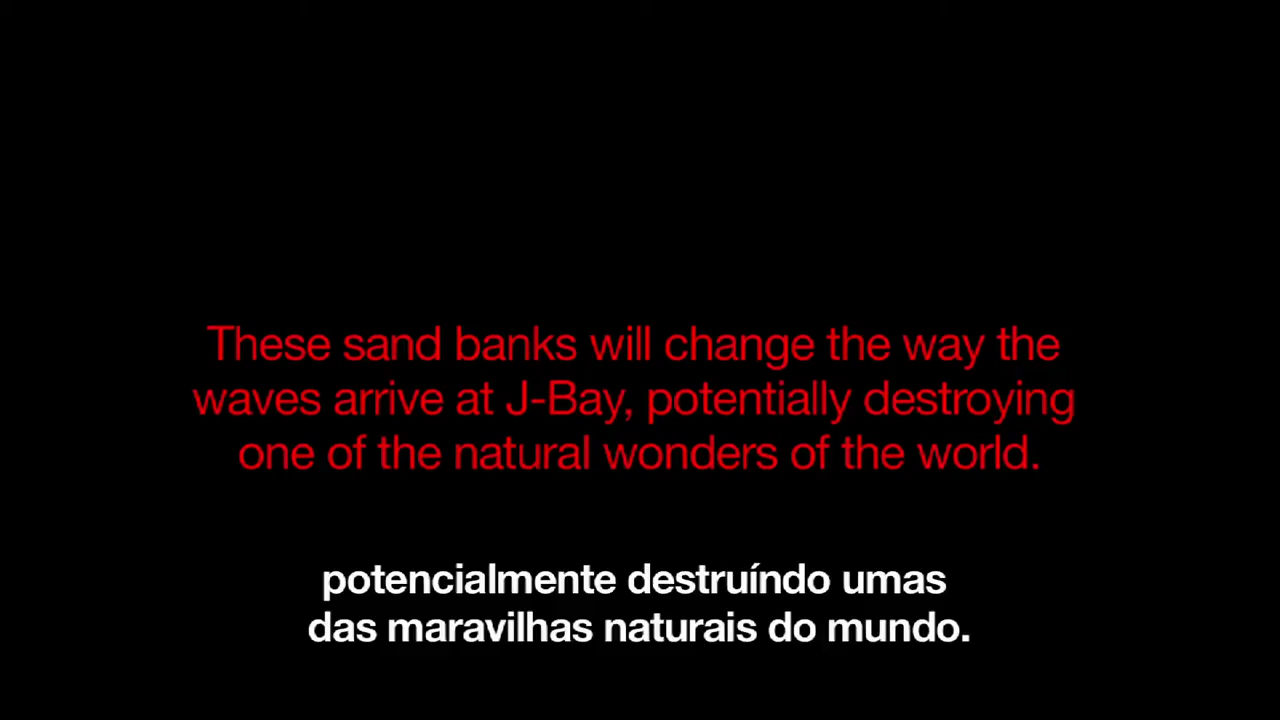 These sand banks will change the way the
waves arrive at J-Bay, potentially destroying
one of the natural wonders of the world.
potencialmente destruíndo umas
das maravilhas naturais do mundo.